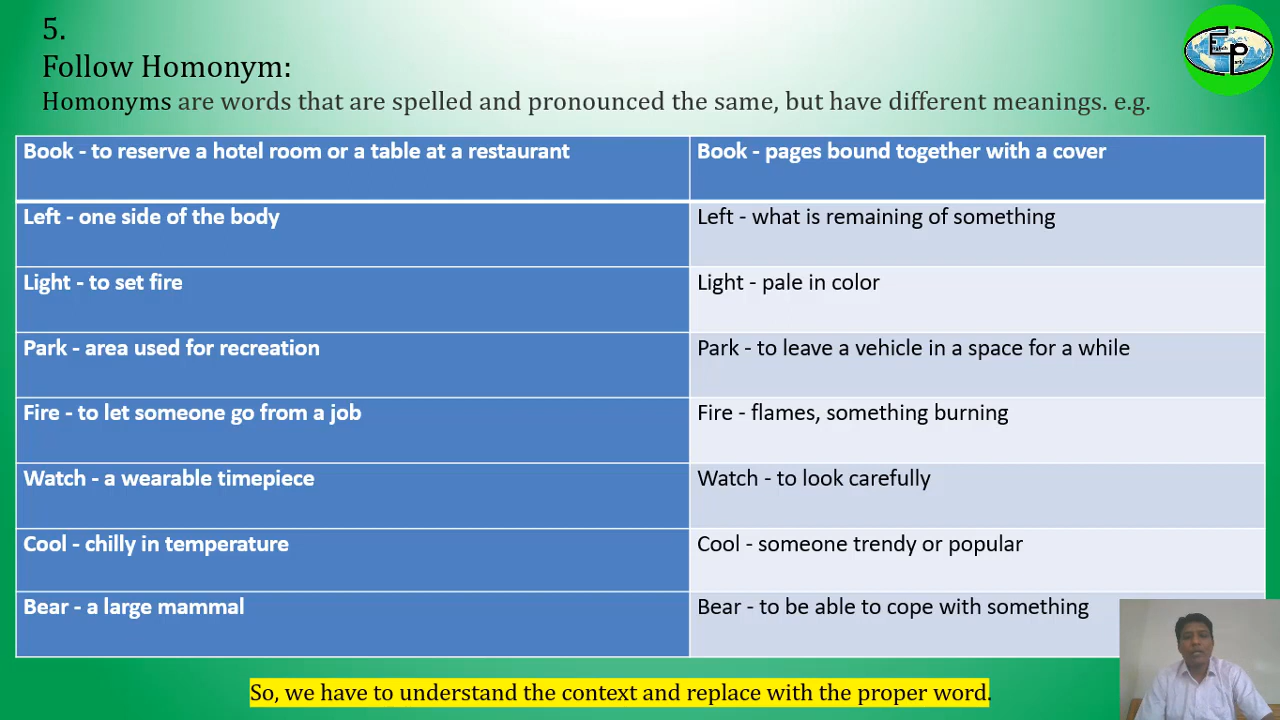 5.
Follow Homonym:
Homonyms are words that are spelled and pronounced the same, but have different meanings. e.g.
Book - to reserve a hotel room or a table at a restaurant
Book - pages bound together with a cover
Left - one side of the body
Left - what is remaining of something
Light - to set fire
Light - pale in color
Park - area used for recreation
Park - to leave a vehicle in a space for a while
Fire - to let someone go from a job
Fire - flames, something burning
Watch - a wearable timepiece
Watch - to look carefully
Cool - chilly in temperature
Cool - someone trendy or popular
Bear - a large mammal
Bear - to be able to cope with something
So, we have to understand the context and replace with the proper word.